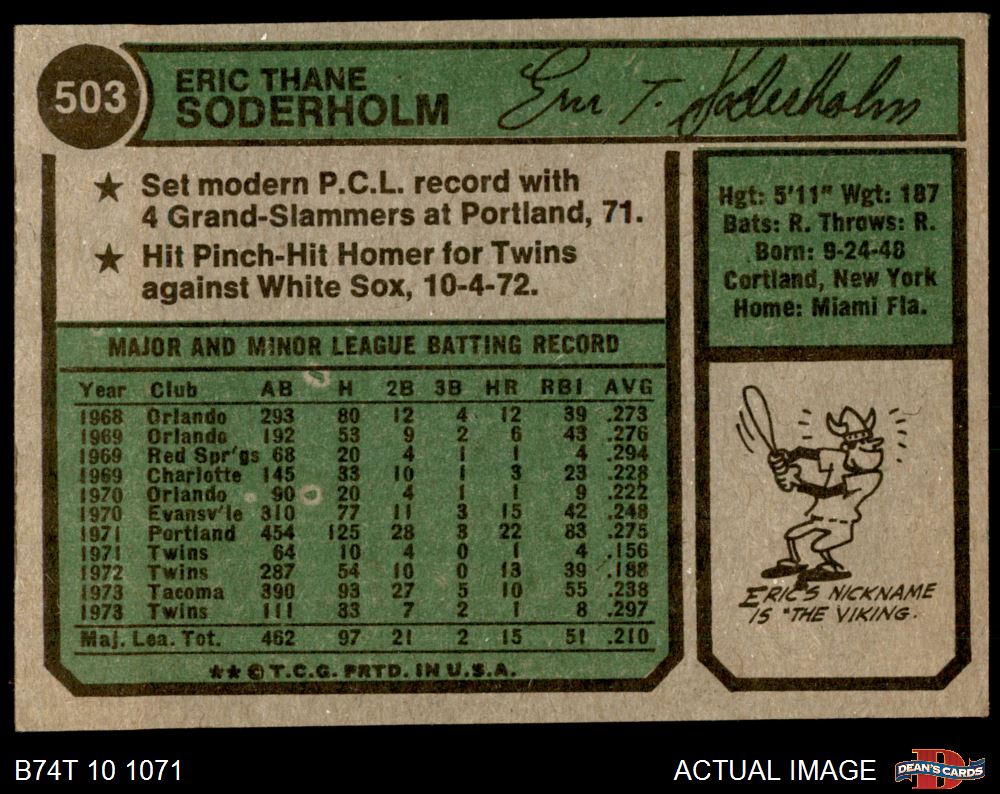 503
ERIC THANE
SODERHOLM
Eric T. Soderholm
★ Set modern P.C.L. record with
4 Grand-Slammers at Portland, 71.
★ Hit Pinch-Hit Homer for Twins
against White Sox, 10-4-72.
Hgt: 5'11" Wgt: 187
Bats: R. Throws: R.
Born: 9-24-48
Cortland, New York
Home: Miami Fla.
MAJOR AND MINOR LEAGUE BATTING RECORD
Year Club AB H 2B 3B HR RBI AVG
1968 Orlando 293 80 12 4 12 39 .273
1969 Orlando 192 53 9 2 6 43 .276
1969 Red Spr'gs 68 20 4 1 1 4 .294
1969 Charlotte 145 33 10 1 3 23 .228
1970 Orlando 90 20 4 1 1 9 .222
1970 Evansv'le 310 77 11 3 15 42 .248
1971 Portland 454 125 28 3 22 83 .275
1971 Twins 64 10 4 0 1 4 .156
1972 Twins 287 54 10 0 13 39 .188
1973 Tacoma 390 93 27 5 10 55 .238
1973 Twins 111 33 7 2 1 8 .297
Maj. Lea. Tot. 462 97 21 2 15 51 .210
** © T.C.G. PRTD. IN U.S.A.
ERIC'S NICKNAME
IS "THE VIKING.
B74T 10 1071
ACTUAL IMAGE
D
DEAN'S CARDS